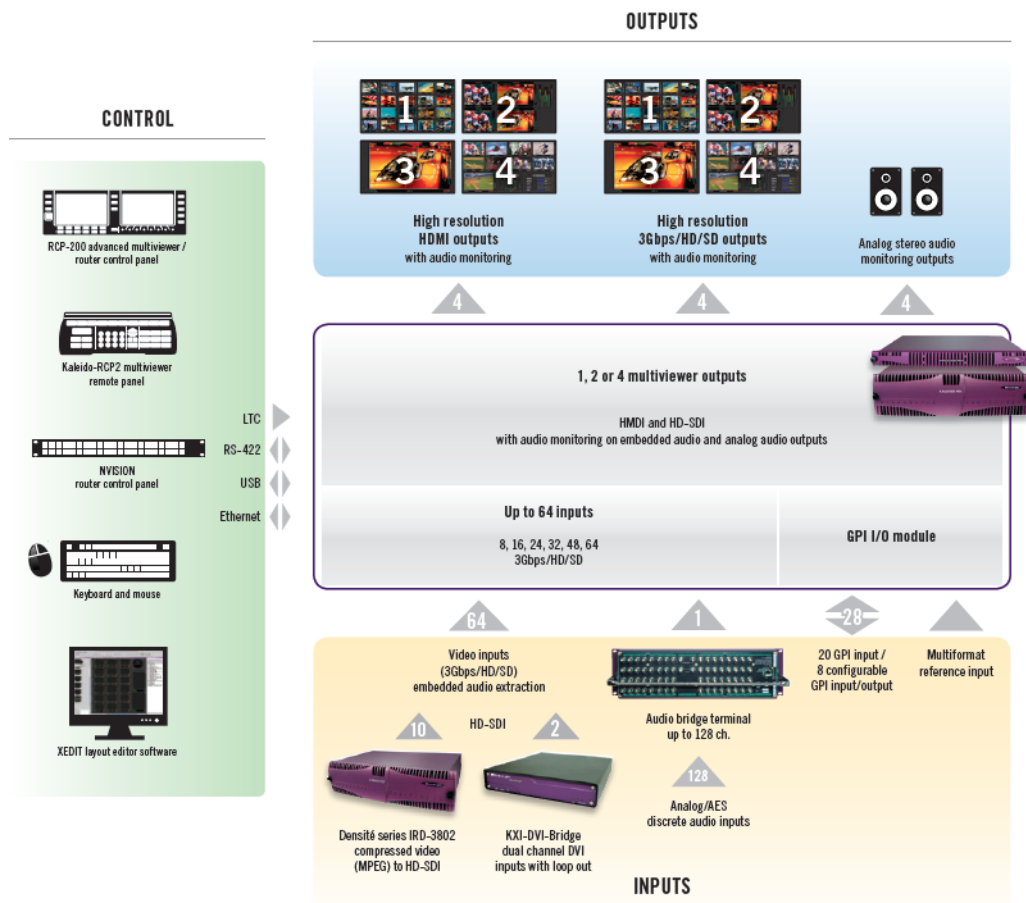 OUTPUTS
CONTROL
1
2
3
4
1
2
3
4
High resolution
HDMI outputs
with audio monitoring
High resolution
3Gbps/HD/SD outputs
with audio monitoring
Analog stereo audio
monitoring outputs
4
4
4
RCP-200 advanced multiviewer /
router control panel
Kaleido-RCP2 multiviewer
remote panel
NVISION
router control panel
Keyboard and mouse
XEDIT layout editor software
LTC
RS-422
USB
Ethernet
1, 2 or 4 multiviewer outputs
HMDI and HD-SDI
with audio monitoring on embedded audio and analog audio outputs
Up to 64 inputs
8, 16, 24, 32, 48, 64
3Gbps/HD/SD
GPI I/O module
64
1
28
Video inputs
(3Gbps/HD/SD)
embedded audio extraction
10
HD-SDI
2
Densité series IRD-3802
compressed video
(MPEG) to HD-SDI
KXI-DVI-Bridge
dual channel DVI
inputs with loop out
Audio bridge terminal
up to 128 ch.
128
Analog/AES
discrete audio inputs
20 GPI input /
8 configurable
GPI input/output
Multiformat
reference input
INPUTS